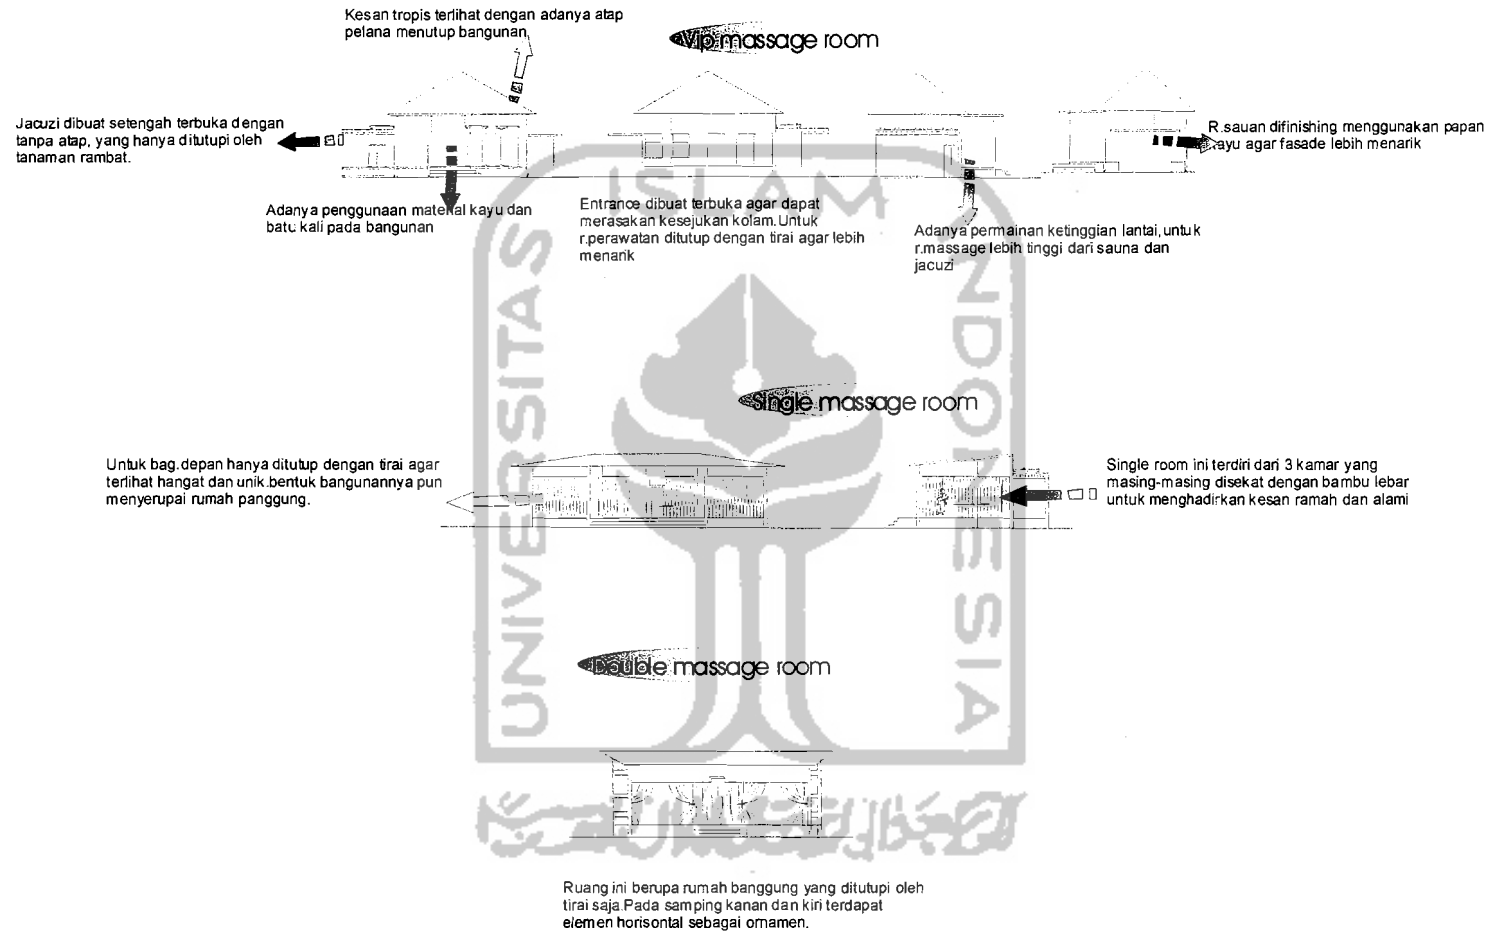 Kesan tropis terlihat dengan adanya atap
pelana menutup bangunan
Vip massage room
Jacuzi dibuat setengah terbuka dengan
tanpa atap, yang hanya ditutupi oleh
tanaman rambat.
R.sauan difinishing menggunakan papan
kayu agar fasade lebih menarik
Adanya penggunaan material kayu dan
batu kali pada bangunan
Entrance dibuat terbuka agar dapat
merasakan kesejukan kolam.Untuk
r.perawatan ditutup dengan tirai agar lebih
menarik
Adanya permainan ketinggian lantai,untuk
r.massage lebih tinggi dari sauna dan
jacuzi
Single massage room
Untuk bag.depan hanya ditutup dengan tirai agar
terlihat hangat dan unik.bentuk bangunannya pun
menyerupai rumah panggung.
Single room ini terdiri dari 3 kamar yang
masing-masing disekat dengan bambu lebar
untuk menghadirkan kesan ramah dan alami
Double massage room
Ruang ini berupa rumah banggung yang ditutupi oleh
tirai saja.Pada samping kanan dan kiri terdapat
elemen horisontal sebagai ornamen.
UNIVERSITAS
ISLAM
INDONESIA